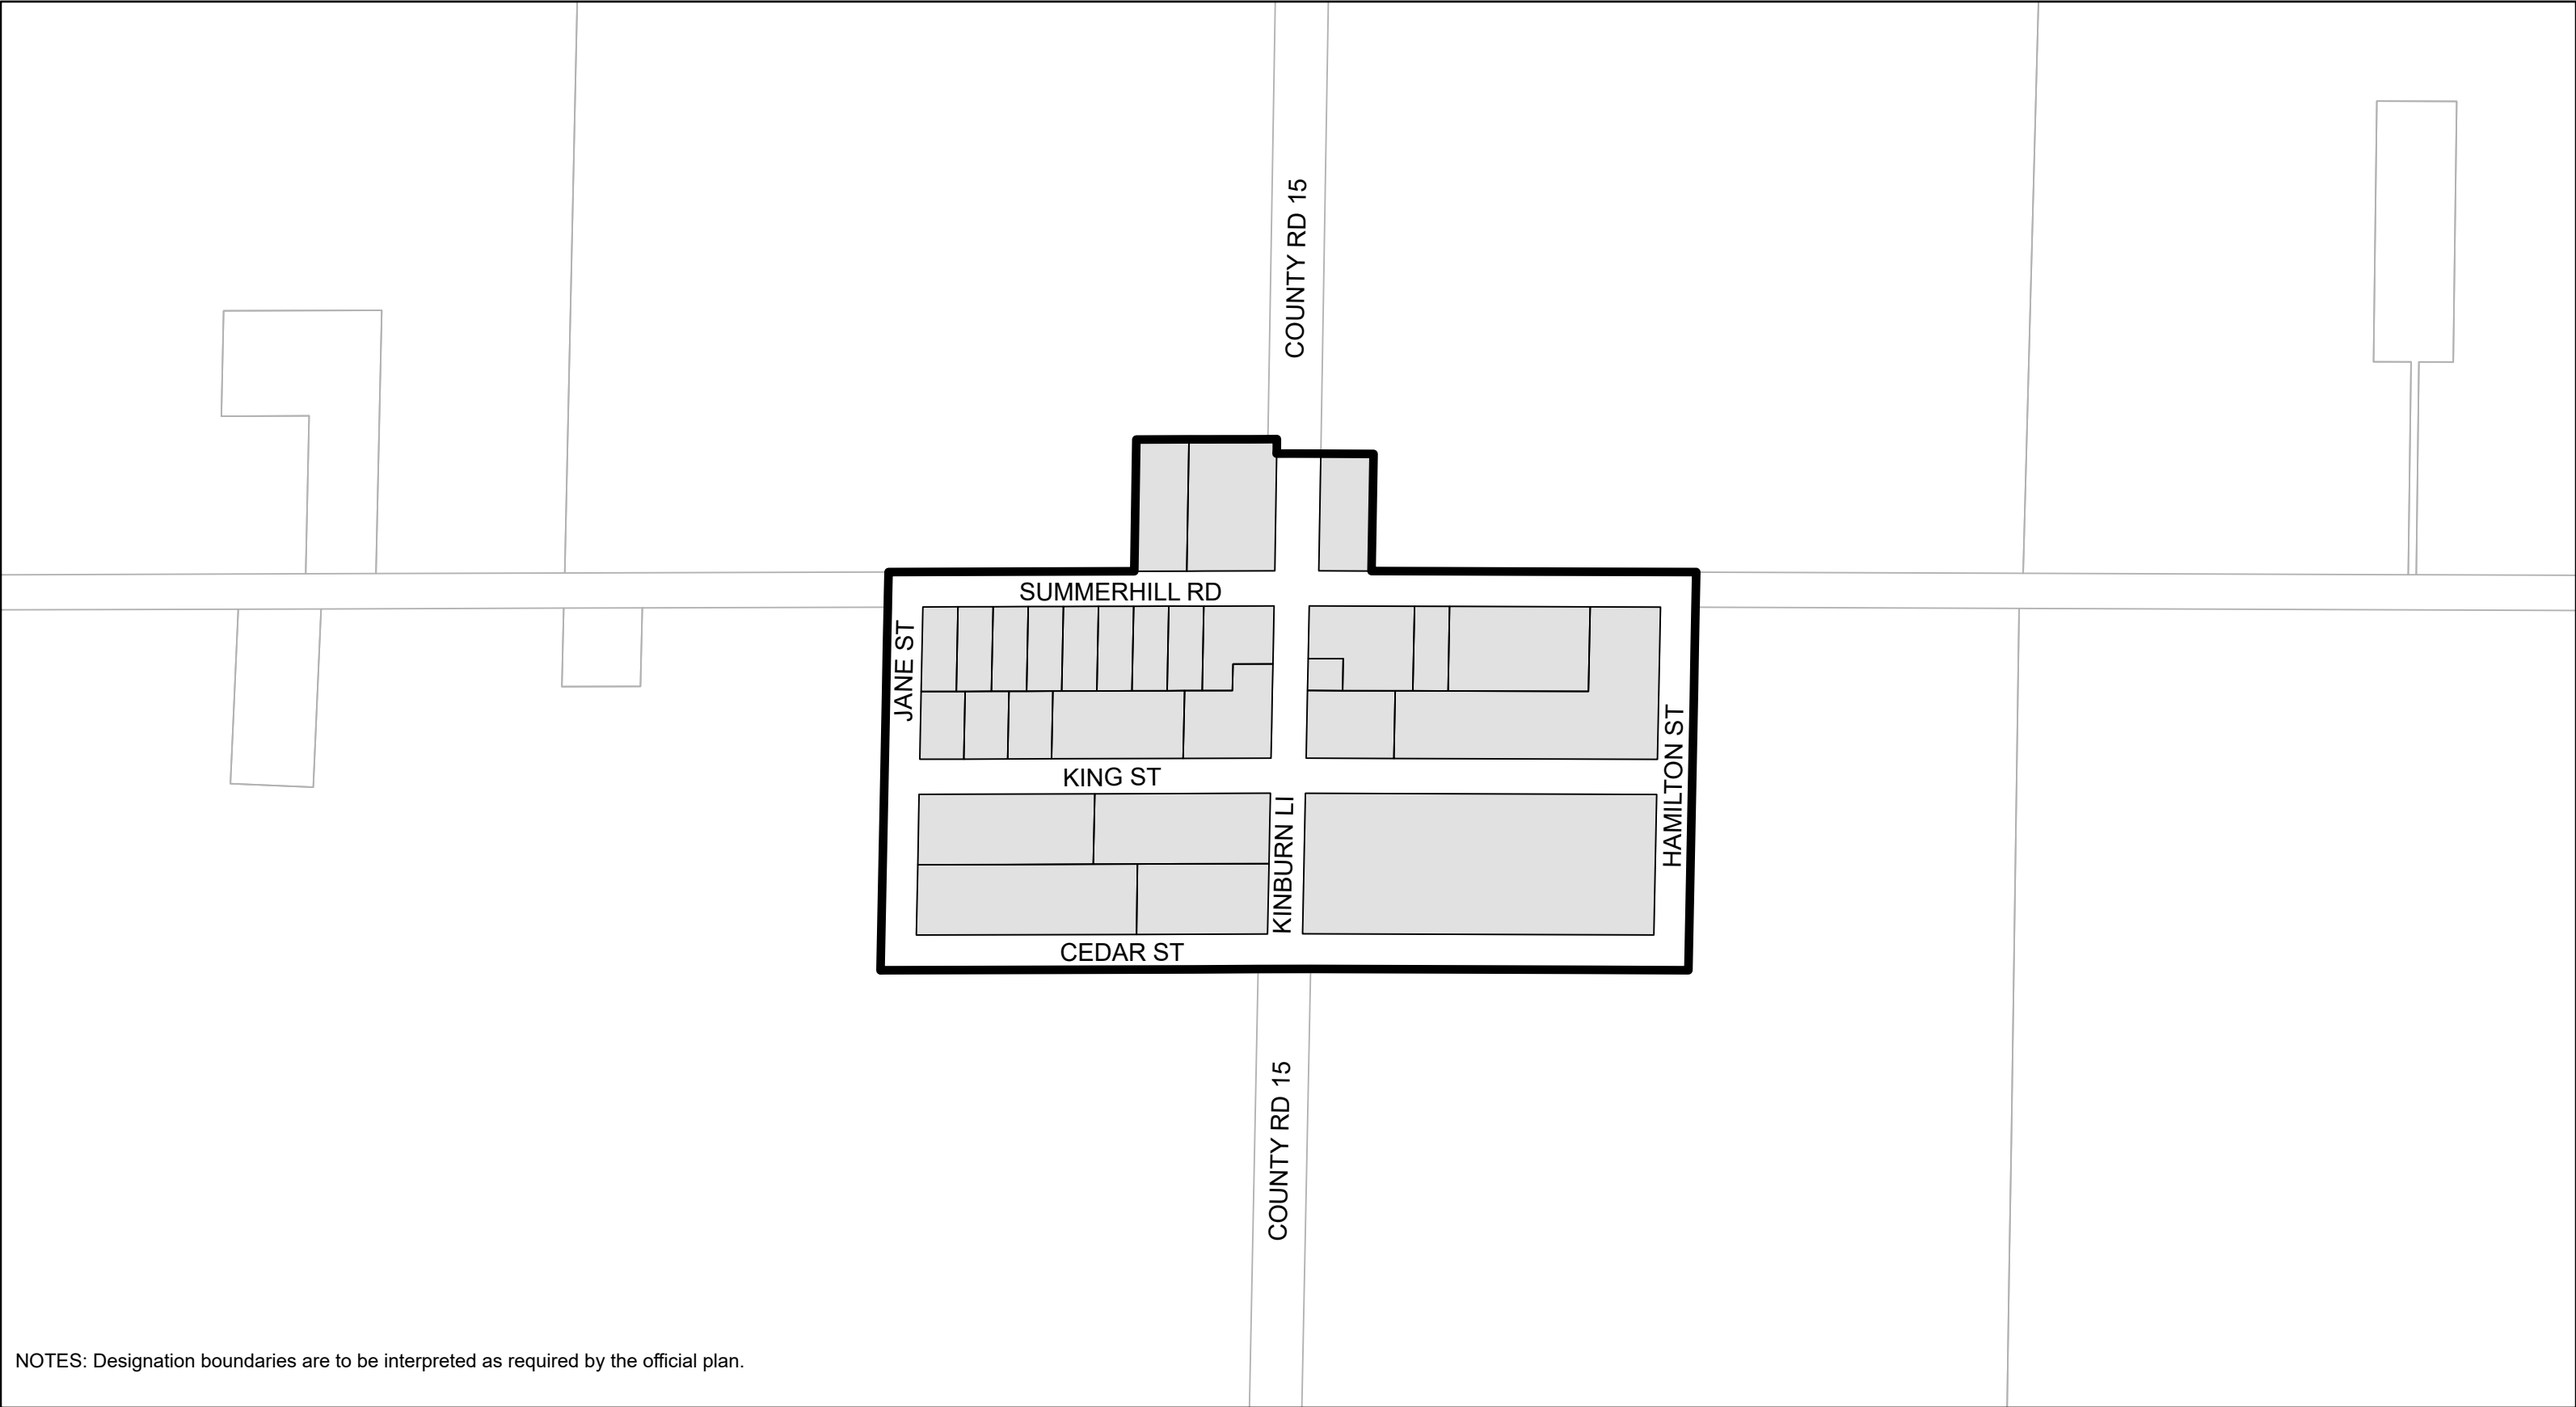 COUNTY RD 15
SUMMERHILL RD
JANE ST
HAMILTON ST
KING ST
KINBURN LI
CEDAR ST
COUNTY RD 15
NOTES: Designation boundaries are to be interpreted as required by the official plan.